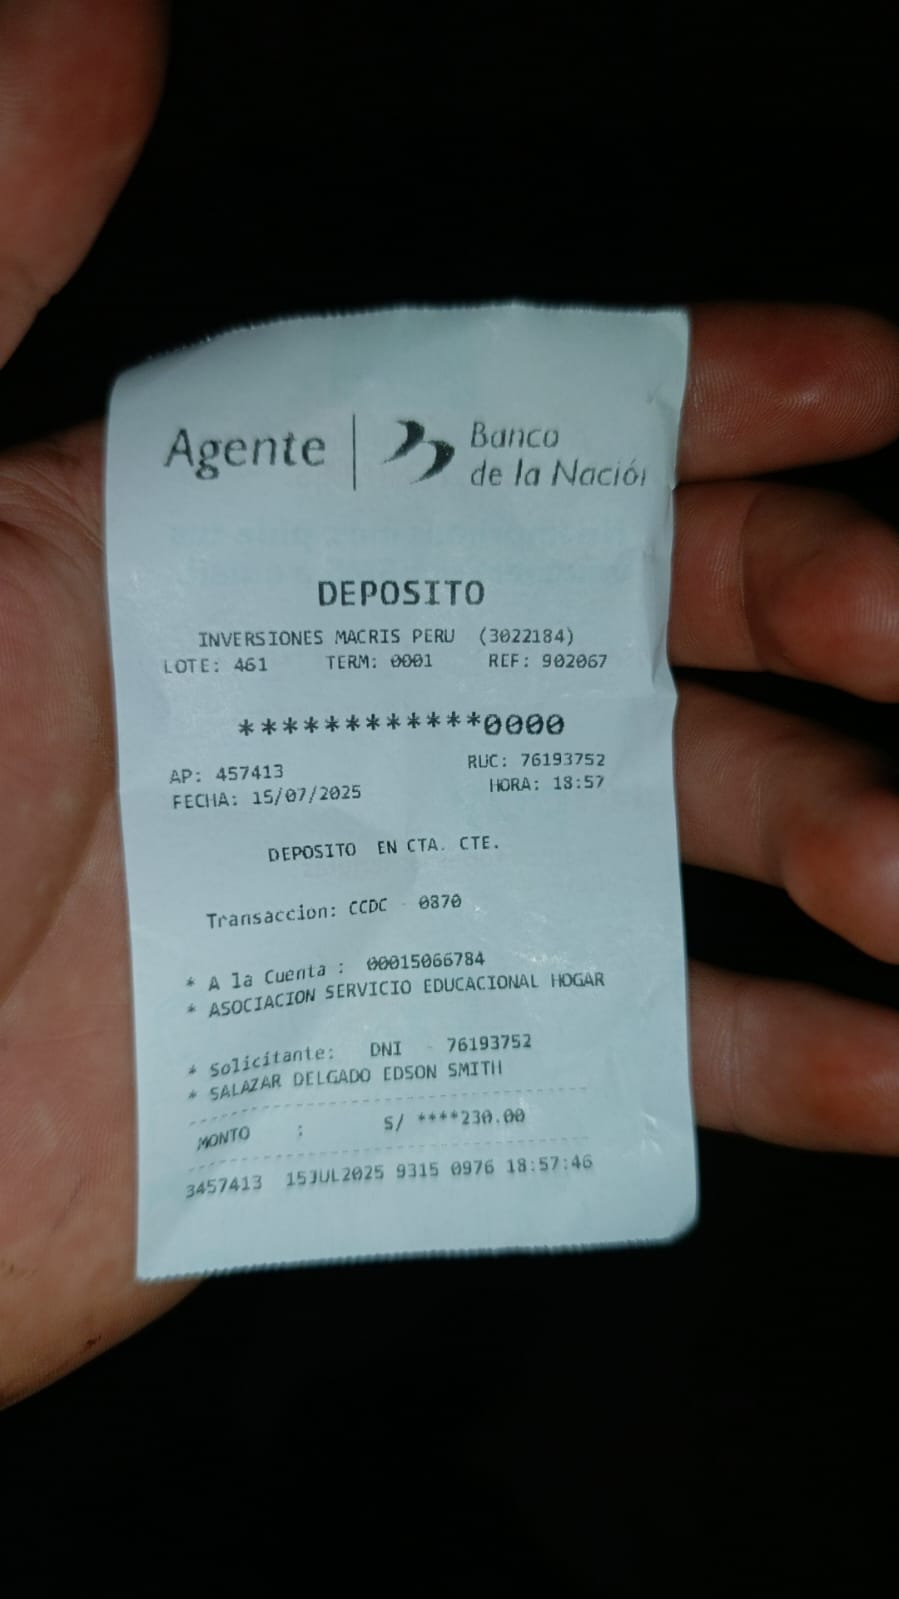 Agente | Banco
de la Nación
DEPOSITO
INVERSIONES MACRIS PERU (3022184)
LOTE: 461 TERM: 0001 REF: 902067
************0000
AP: 457413 RUC: 76193752
FECHA: 15/07/2025 HORA: 18:57
DEPOSITO EN CTA. CTE.
Transaccion: CCDC - 0870
* A la Cuenta : 00015066784
* ASOCIACION SERVICIO EDUCACIONAL HOGAR
* Solicitante: DNI - 76193752
* SALAZAR DELGADO EDSON SMITH
MONTO : S/ ****230.00
3457413 15JUL2025 9315 0976 18:57:46